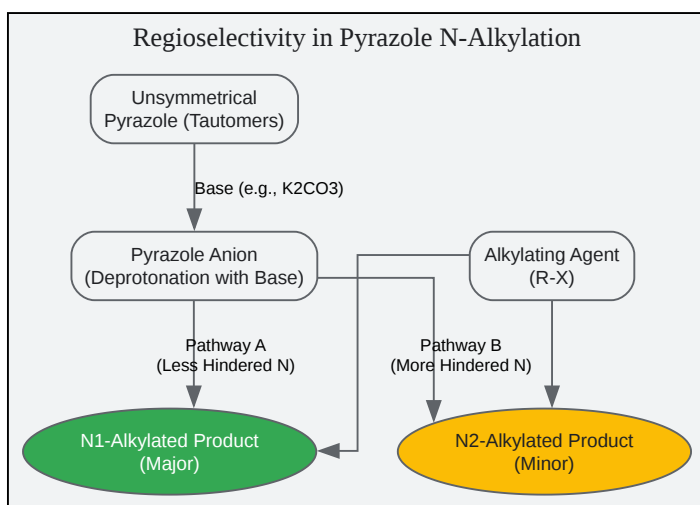 Regioselectivity in Pyrazole N-Alkylation
Unsymmetrical
Pyrazole (Tautomers)
Base (e.g., K2CO3)
Pyrazole Anion
(Deprotonation with Base)
Alkylating Agent
(R-X)
Pathway A
(Less Hindered N)
Pathway B
(More Hindered N)
N1-Alkylated Product
(Major)
N2-Alkylated Product
(Minor)